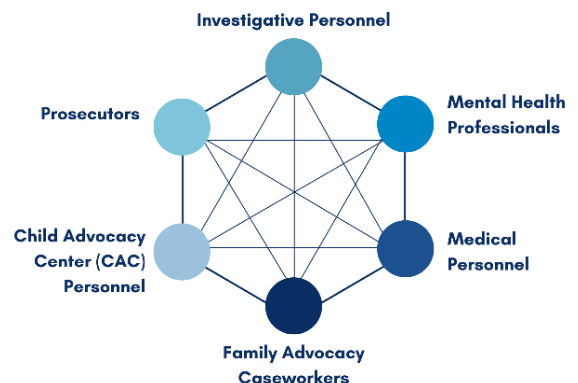 Investigative Personnel
Prosecutors
Mental Health
Professionals
Child Advocacy
Center (CAC)
Personnel
Medical
Personnel
Family Advocacy
Caseworkers